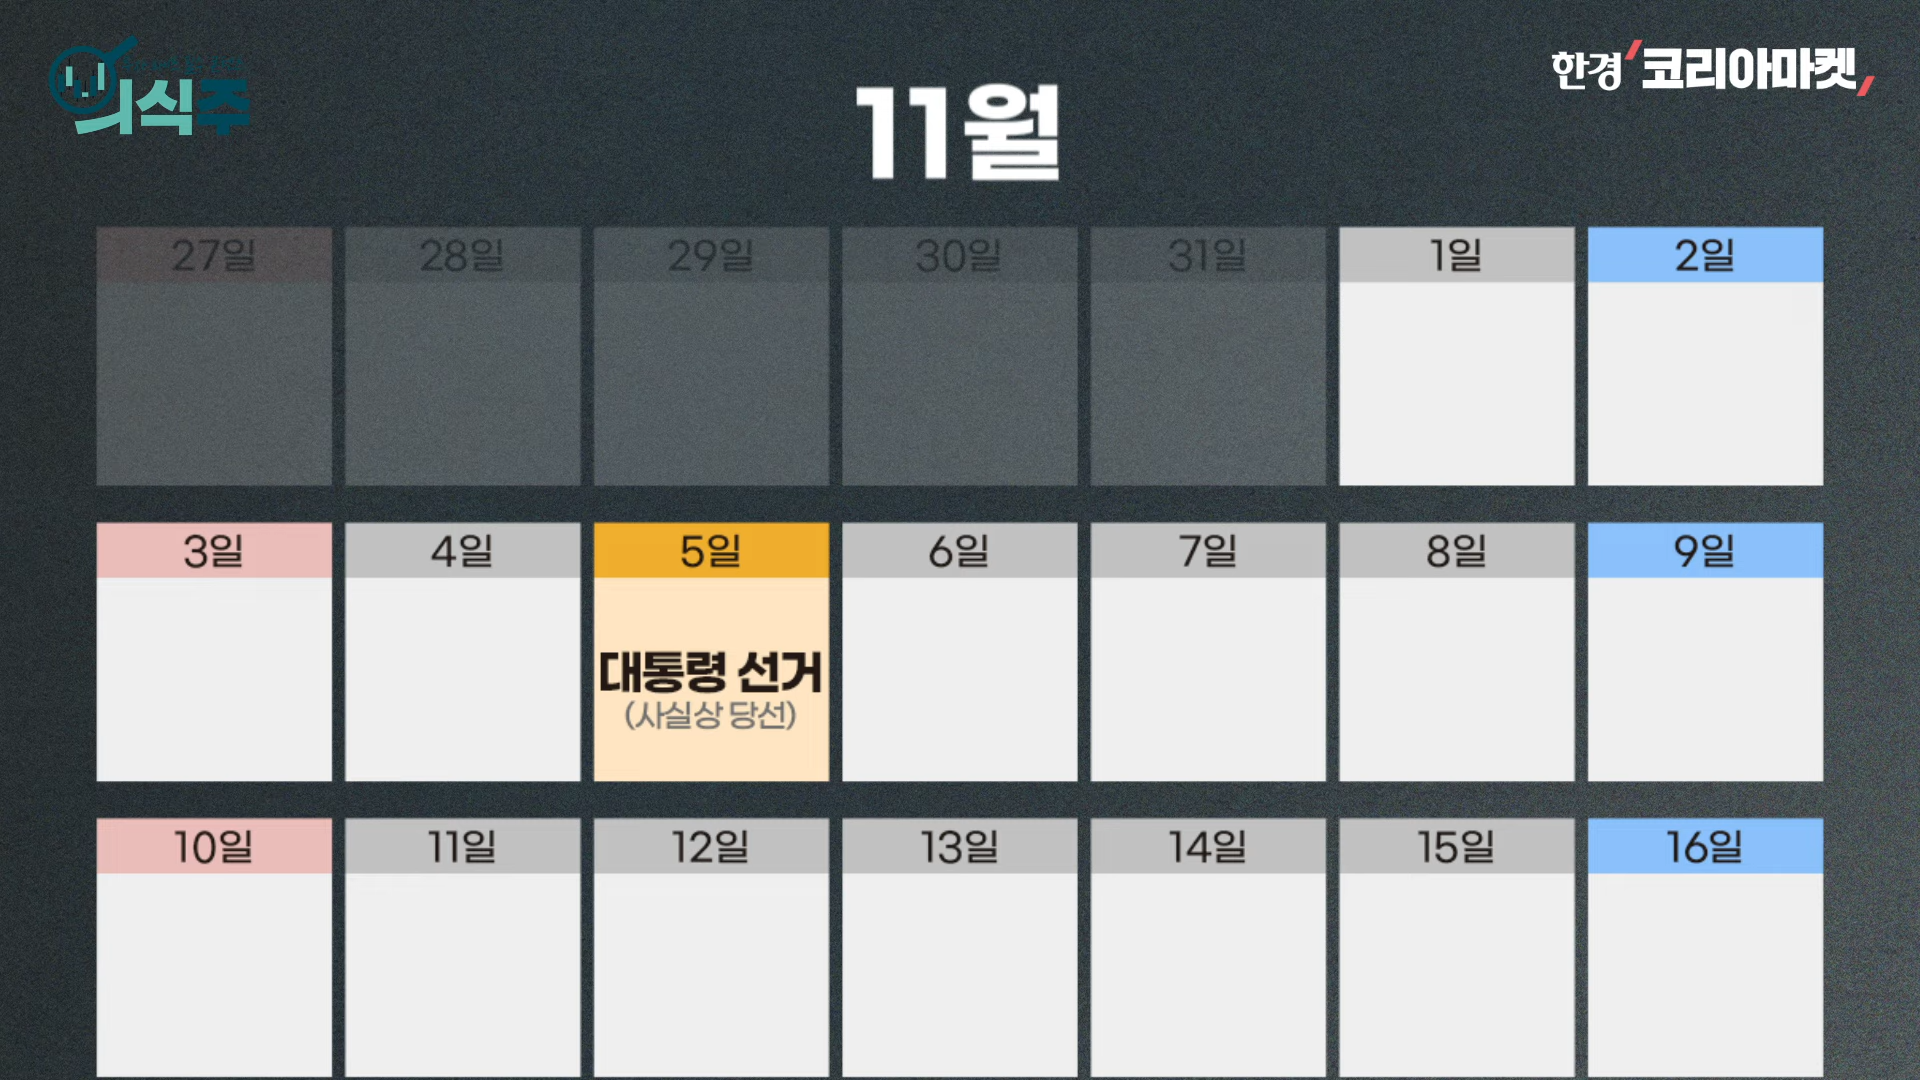 의식주
한경 코리아마켓
11월
27일 28일 29일 30일 31일 1일 2일
3일 4일 5일 6일 7일 8일 9일
대통령 선거
(사실상 당선)
10일 11일 12일 13일 14일 15일 16일